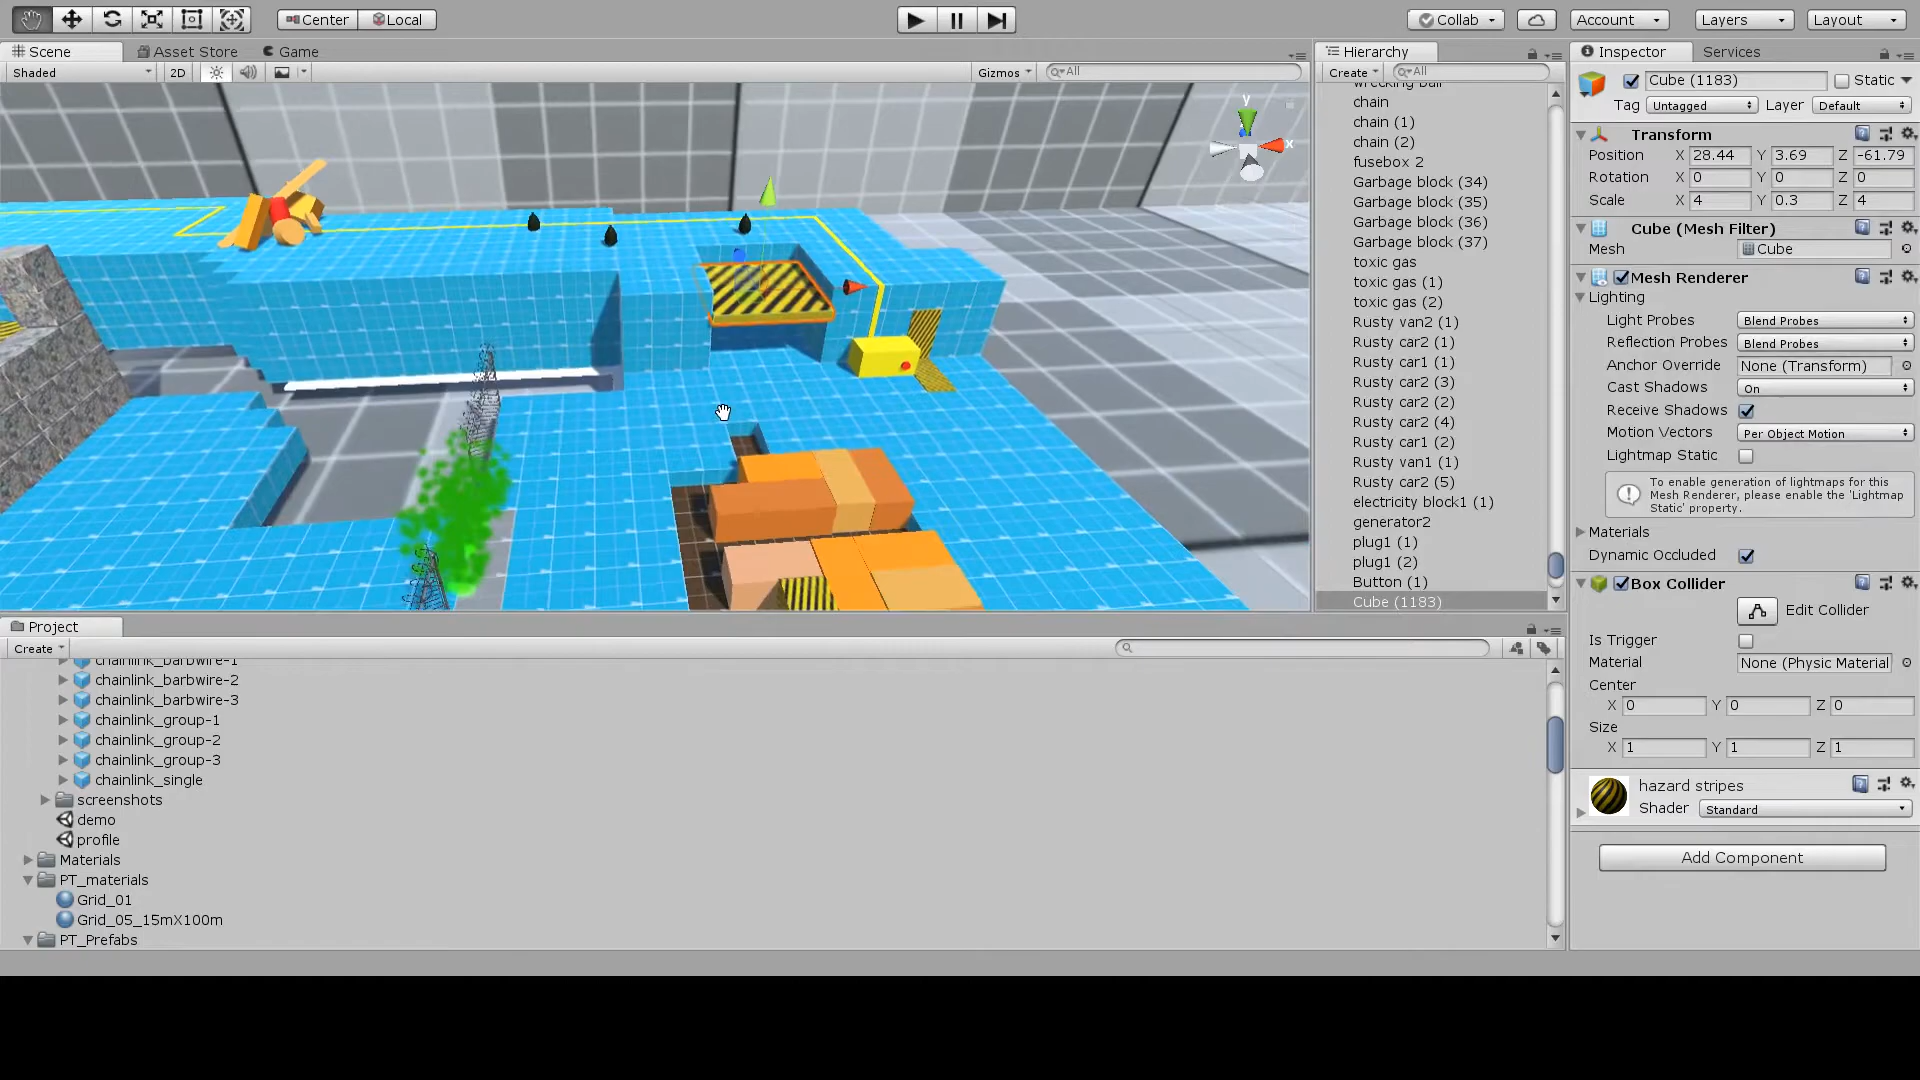 Center Local Collab Account Layers Layout
Scene Asset Store Game
Shaded 2D Gizmos All
Hierarchy
Create All
wrecking ball
chain
chain (1)
chain (2)
fusebox 2
Garbage block (34)
Garbage block (35)
Garbage block (36)
Garbage block (37)
toxic gas
toxic gas (1)
toxic gas (2)
Rusty van2 (1)
Rusty car2 (1)
Rusty car1 (1)
Rusty car2 (3)
Rusty car2 (2)
Rusty car2 (4)
Rusty car1 (2)
Rusty van1 (1)
Rusty car2 (5)
electricity block1 (1)
generator2
plug1 (1)
plug1 (2)
Button (1)
Cube (1183)
Inspector Services
Cube (1183) Static
Tag Untagged Layer Default
Transform
Position X 28.44 Y 3.69 Z -61.79
Rotation X 0 Y 0 Z 0
Scale X 4 Y 0.3 Z 4
Cube (Mesh Filter)
Mesh Cube
Mesh Renderer
Lighting
Light Probes Blend Probes
Reflection Probes Blend Probes
Anchor Override None (Transform)
Cast Shadows On
Receive Shadows
Motion Vectors Per Object Motion
Lightmap Static
To enable generation of lightmaps for this
Mesh Renderer, please enable the 'Lightmap
Static' property.
Materials
Dynamic Occluded
Box Collider
Edit Collider
Is Trigger
Material None (Physic Material
Center
X 0 Y 0 Z 0
Size
X 1 Y 1 Z 1
hazard stripes
Shader Standard
Add Component
y
x
Project
Create
chainlink_barbwire-1
chainlink_barbwire-2
chainlink_barbwire-3
chainlink_group-1
chainlink_group-2
chainlink_group-3
chainlink_single
screenshots
demo
profile
Materials
PT_materials
Grid_01
Grid_05_15mX100m
PT_Prefabs